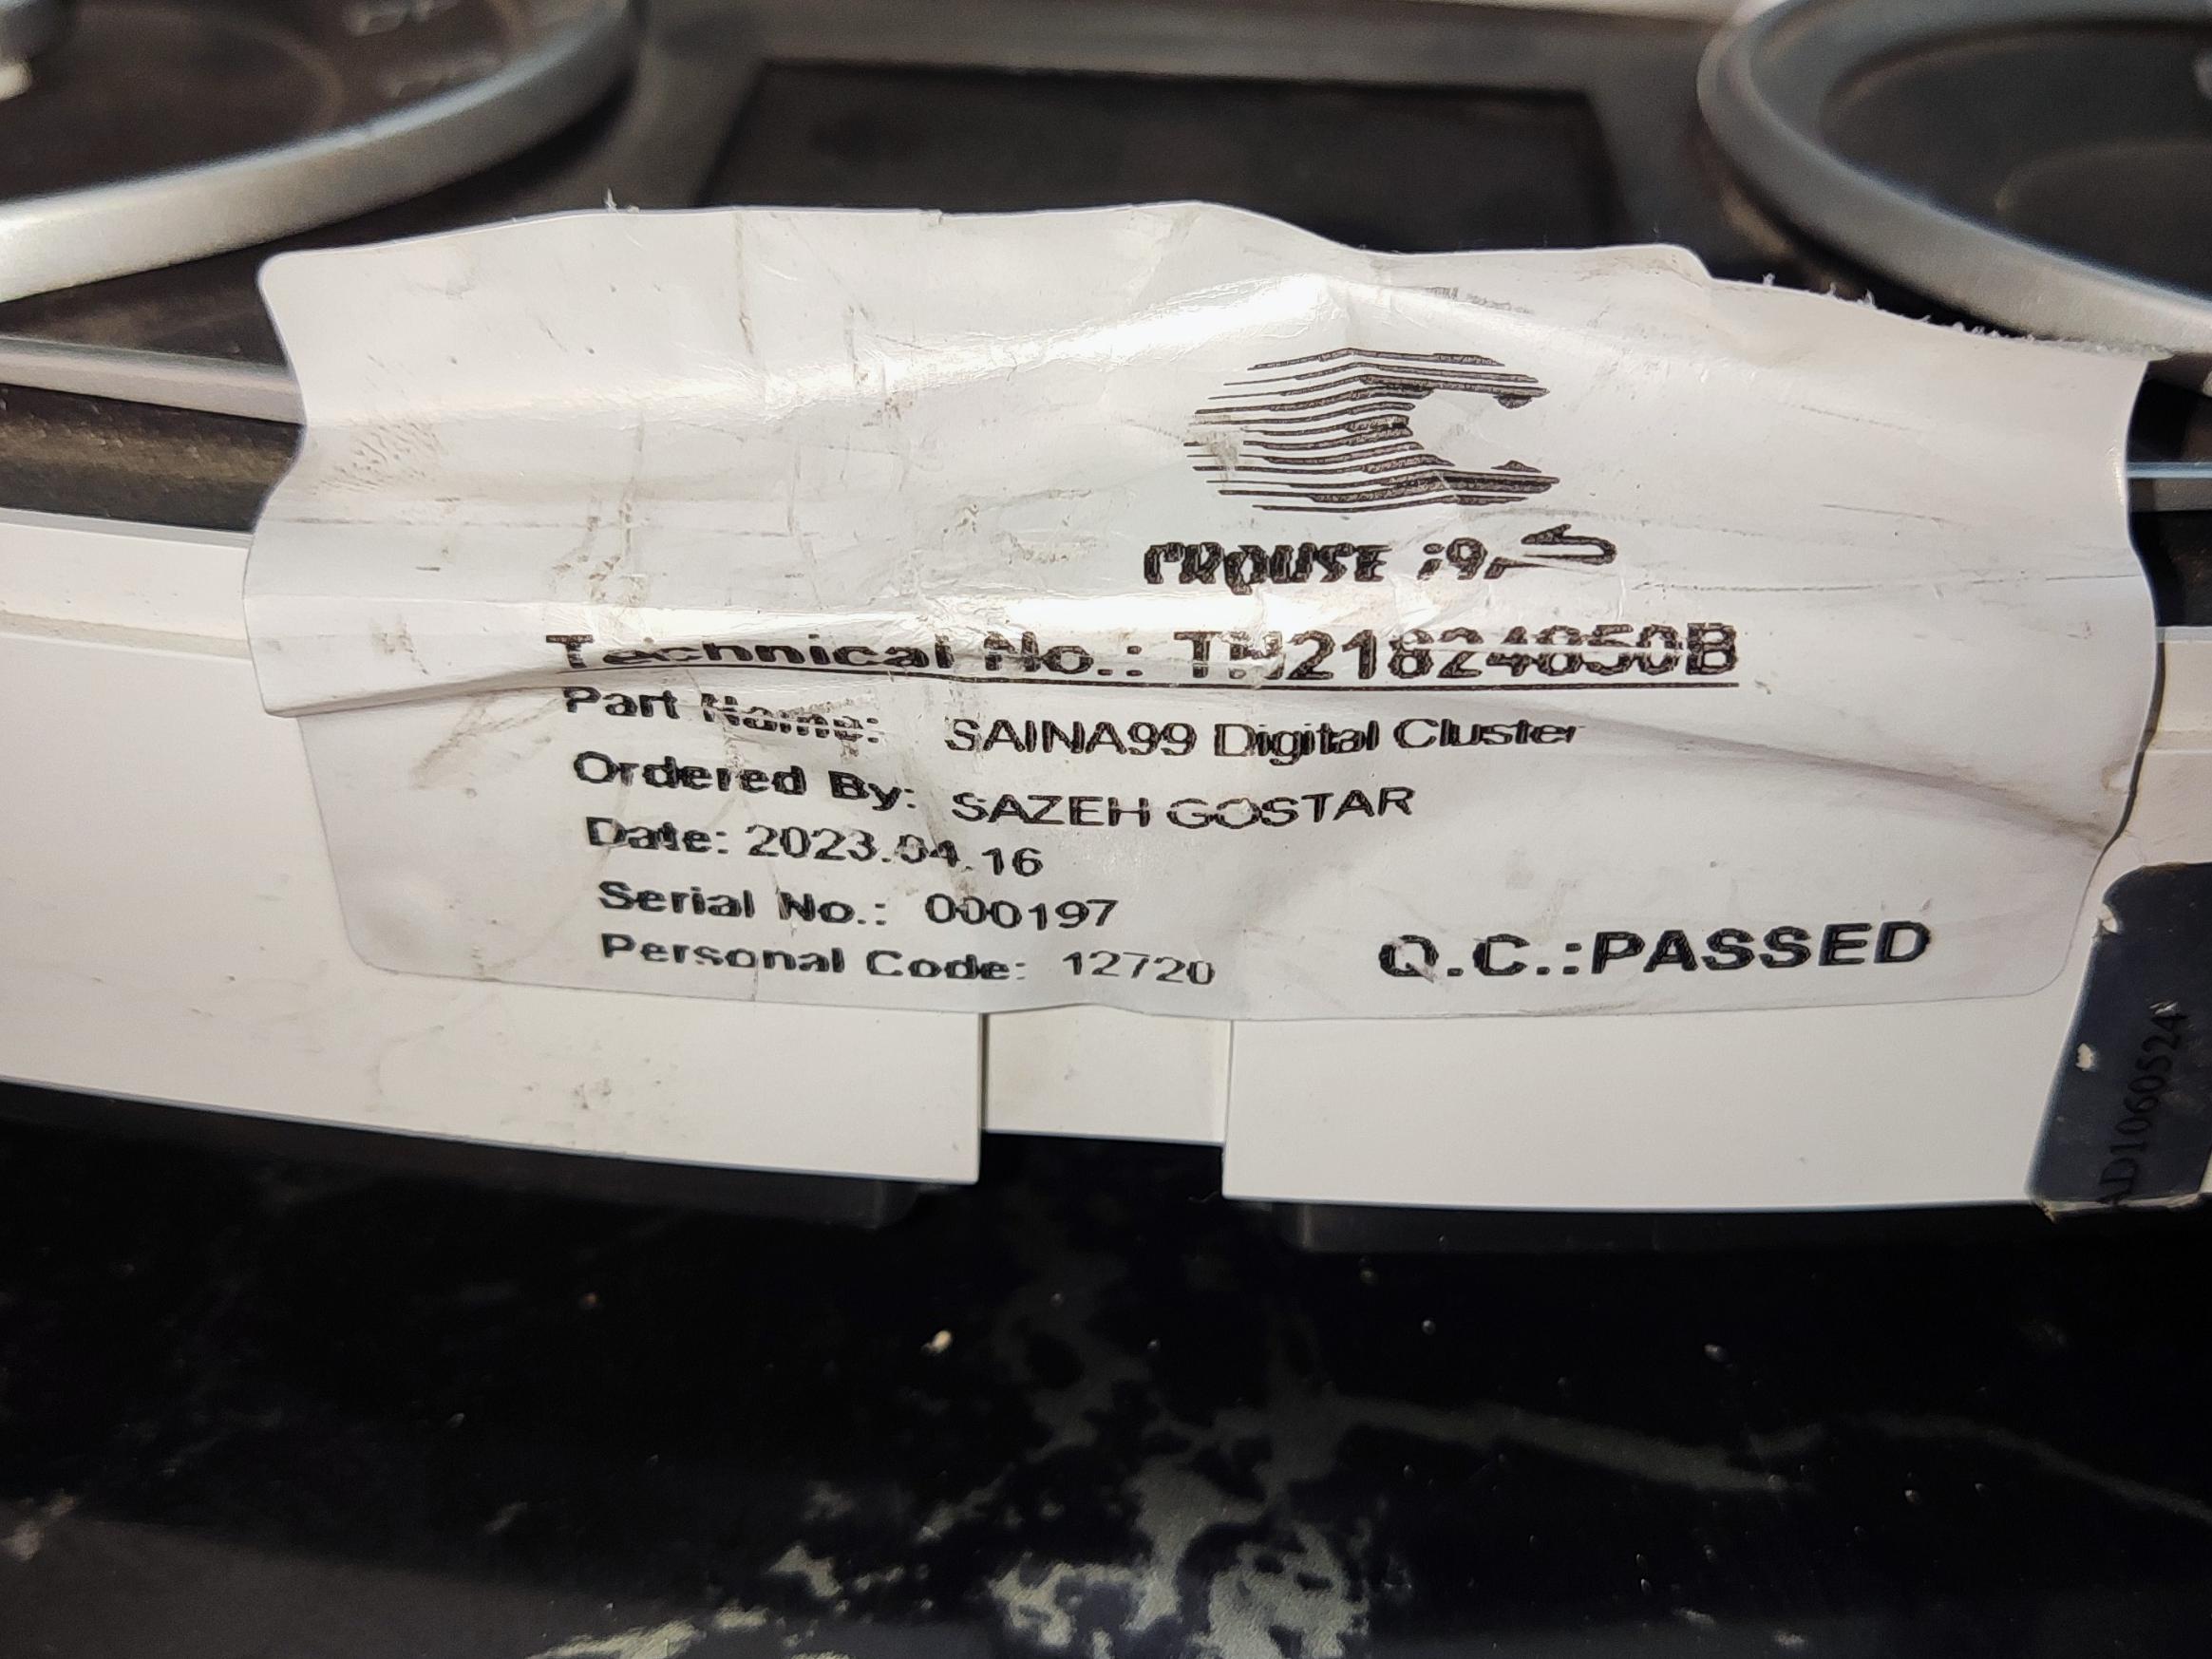 CROUSE کروز
Technical No.: TN21824850B
Part Name: SAINA99 Digital Cluster
Ordered By: SAZEH GOSTAR
Date: 2023.04.16
Serial No.: 000197
Personal Code: 12720
Q.C.:PASSED
AD1060524